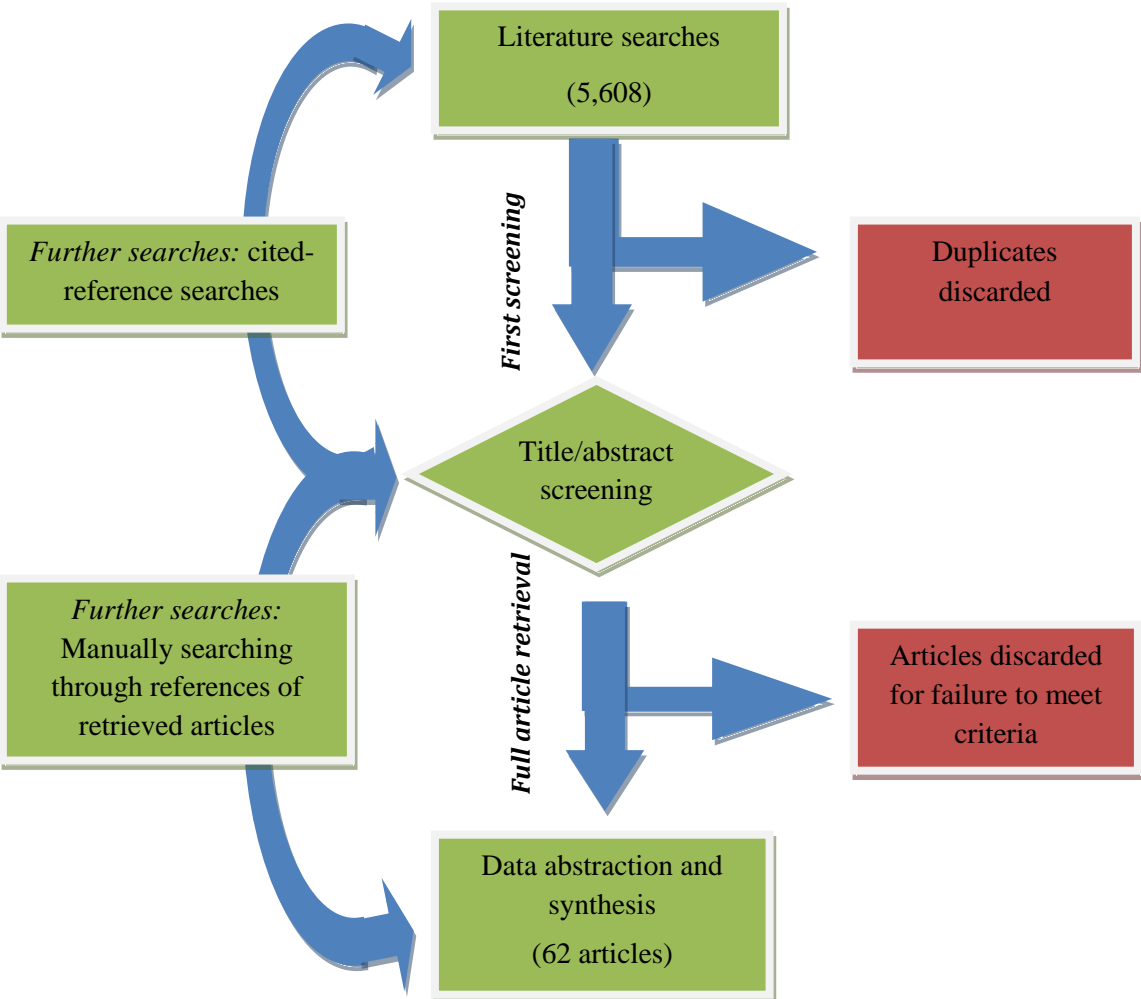 Literature searches
(5,608)
First screening
Further searches: cited-
reference searches
Duplicates
discarded
Title/abstract
screening
Further searches:
Manually searching
through references of
retrieved articles
Full article retrieval
Articles discarded
for failure to meet
criteria
Data abstraction and
synthesis
(62 articles)